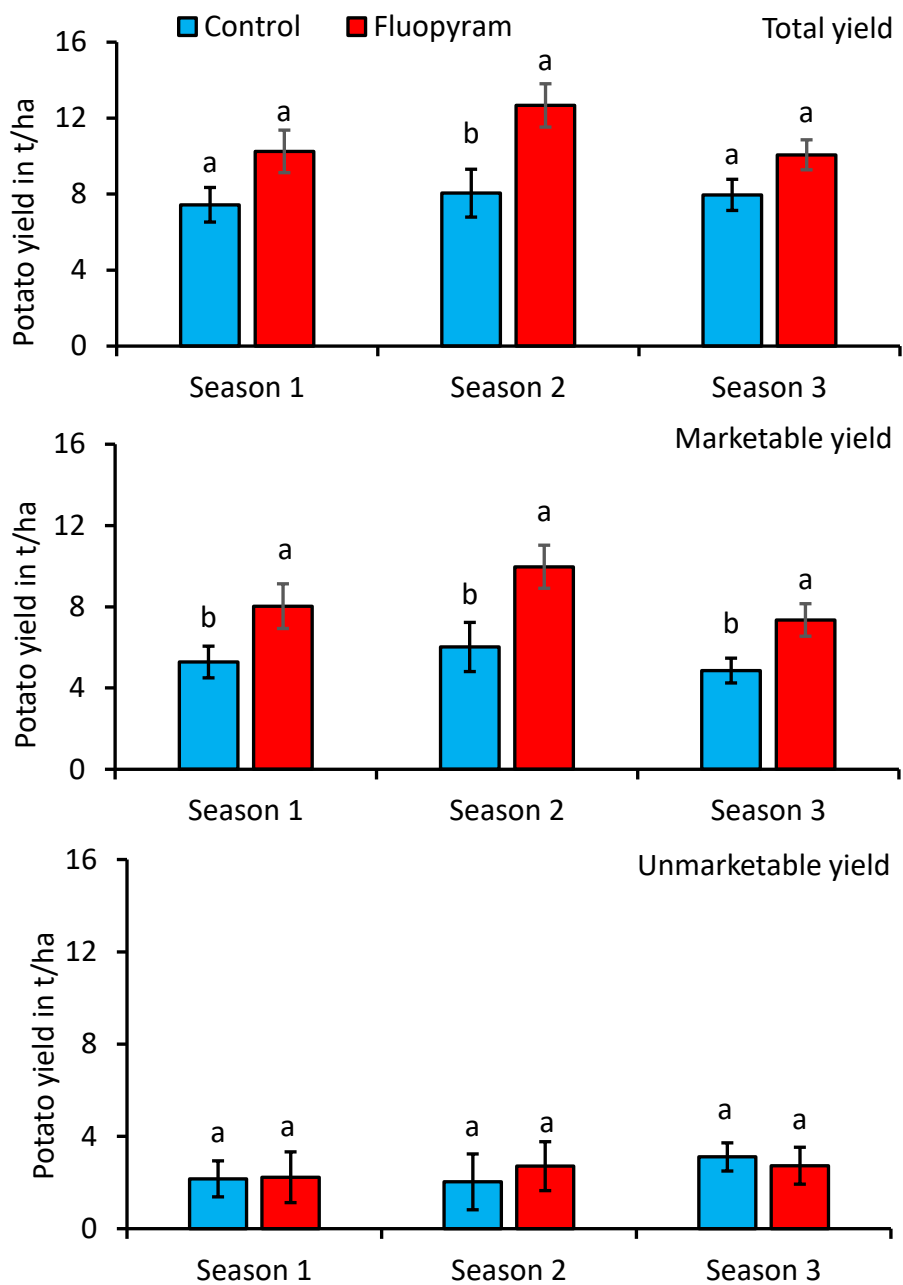 Control Fluopyram Total yield
Potato yield in t/ha
16
12
8
4
0
a a b a a a
Season 1 Season 2 Season 3
Marketable yield
Potato yield in t/ha
16
12
8
4
0
b a b a b a
Season 1 Season 2 Season 3
Unmarketable yield
Potato yield in t/ha
16
12
8
4
0
a a a a a a
Season 1 Season 2 Season 3